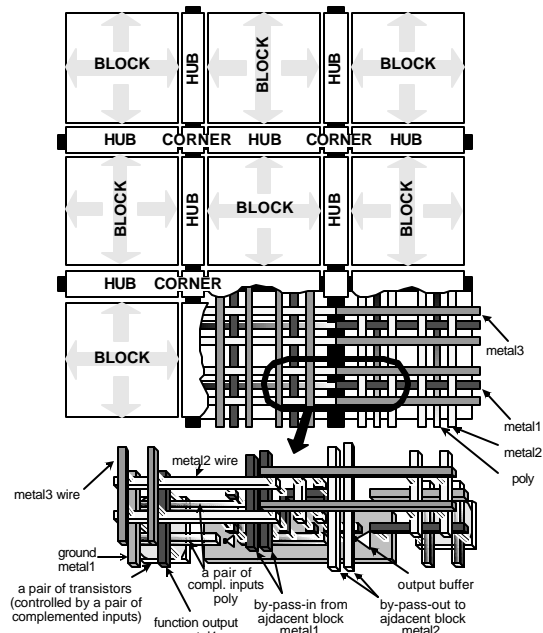 BLOCK HUB BLOCK HUB BLOCK
HUB CORNER HUB CORNER HUB
BLOCK HUB BLOCK HUB BLOCK
HUB CORNER
BLOCK
metal3
metal1
metal2
poly
metal2 wire
metal3 wire
ground
metal1
a pair of transistors
(controlled by a pair of
complemented inputs)
function output
a pair of
compl. inputs
poly
by-pass-in from
ajdacent block
metal1
output buffer
by-pass-out to
ajdacent block
metal2